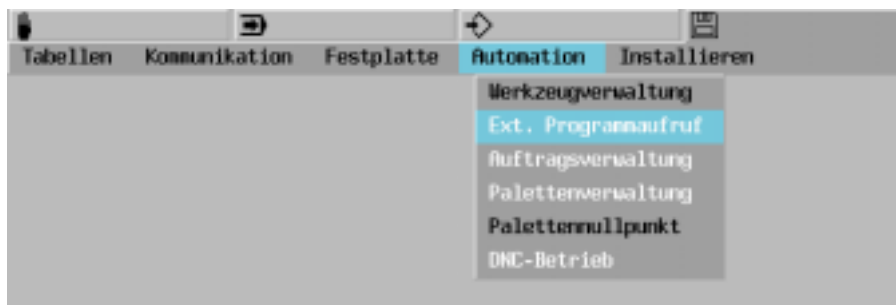 Tabellen Kommunikation Festplatte Automation Installieren
Werkzeugverwaltung
Ext. Programmaufruf
Auftragsverwaltung
Palettenverwaltung
Palettennullpunkt
DNC-Betrieb